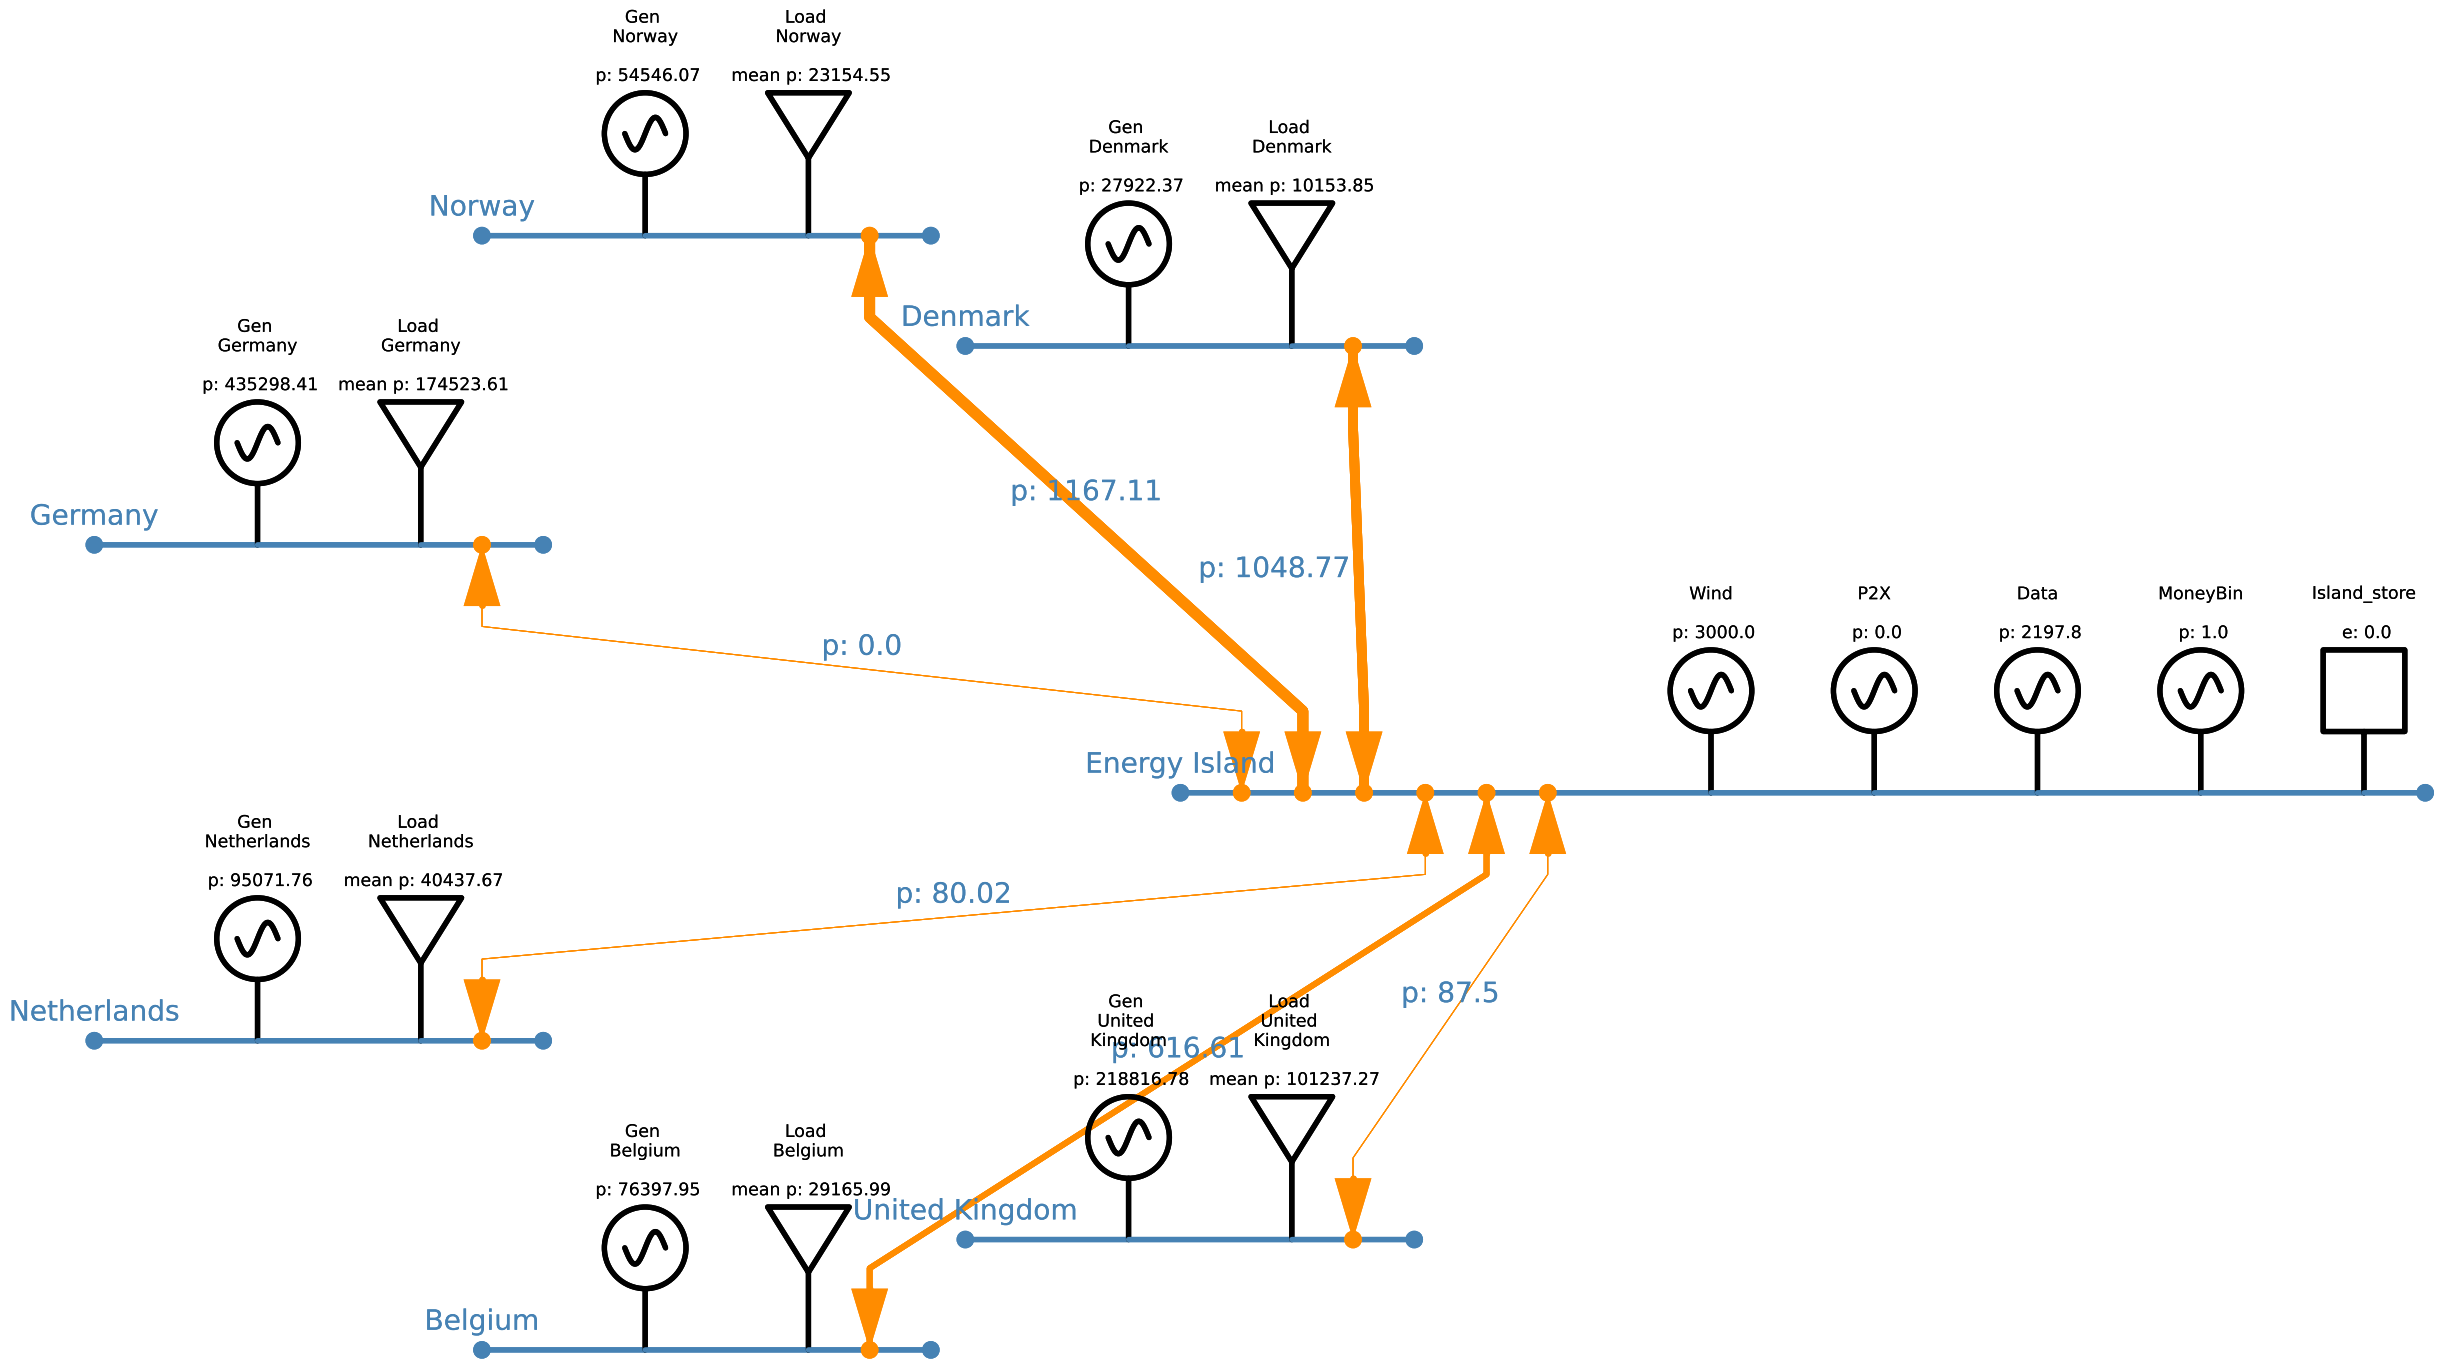 Gen
Norway
p: 54546.07
Load
Norway
mean p: 23154.55
Norway
Gen
Denmark
p: 27922.37
Load
Denmark
mean p: 10153.85
Denmark
Gen
Germany
p: 435298.41
Load
Germany
mean p: 174523.61
Germany
p: 1167.11
p: 1048.77
p: 0.0
Wind
p: 3000.0
P2X
p: 0.0
Data
p: 2197.8
MoneyBin
p: 1.0
Island_store
e: 0.0
Energy Island
Gen
Netherlands
p: 95071.76
Load
Netherlands
mean p: 40437.67
Netherlands
p: 80.02
p: 87.5
p: 616.61
Gen
United
Kingdom
p: 218816.78
Load
United
Kingdom
mean p: 101237.27
United Kingdom
Gen
Belgium
p: 76397.95
Load
Belgium
mean p: 29165.99
Belgium